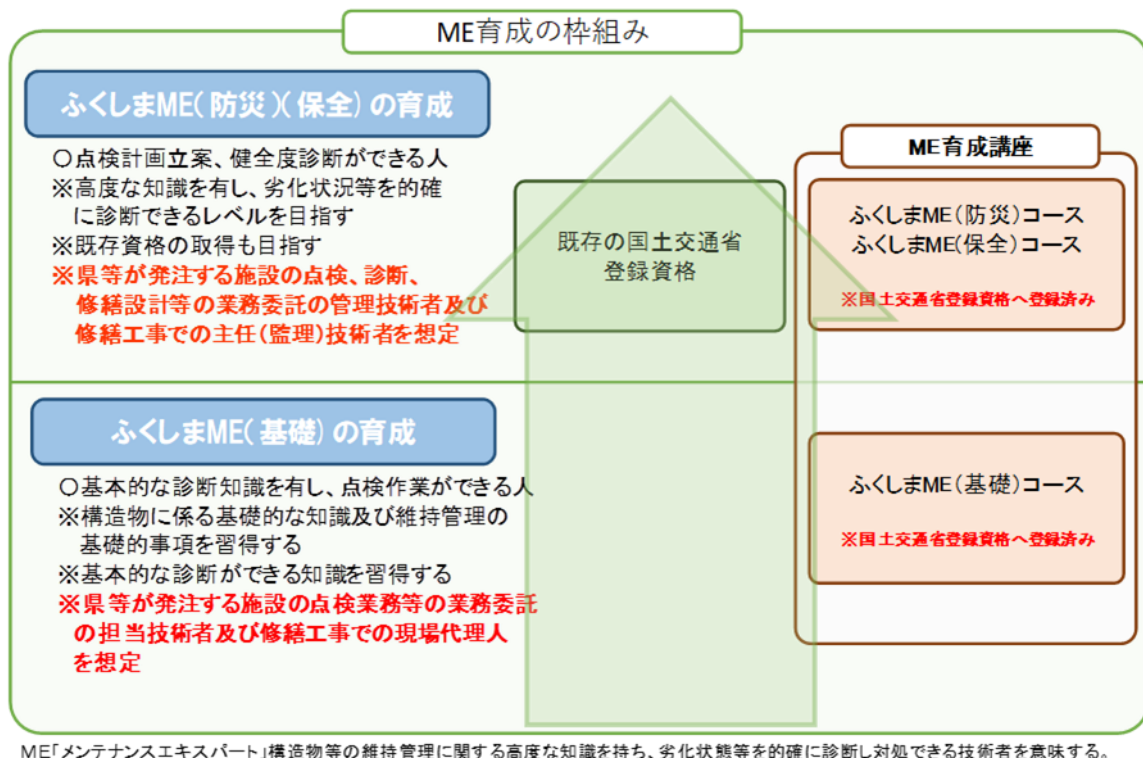 ME育成の枠組み
ふくしまME(防災)(保全)の育成
〇点検計画立案、健全度診断ができる人
※高度な知識を有し、劣化状況等を的確
に診断できるレベルを目指す
※既存資格の取得も目指す
※県等が発注する施設の点検、診断、
修繕設計等の業務委託の管理技術者及び
修繕工事での主任(監理)技術者を想定
既存の国土交通省
登録資格
ME育成講座
ふくしまME(防災)コース
ふくしまME(保全)コース
※国土交通省登録資格へ登録済み
ふくしまME(基礎)の育成
〇基本的な診断知識を有し、点検作業ができる人
※構造物に係る基礎的な知識及び維持管理の
基礎的事項を習得する
※基本的な診断ができる知識を習得する
※県等が発注する施設の点検業務等の業務委託
の担当技術者及び修繕工事での現場代理人
を想定
ふくしまME(基礎)コース
※国土交通省登録資格へ登録済み
ME「メンテナンスエキスパート」構造物等の維持管理に関する高度な知識を持ち、劣化状態等を的確に診断し対処できる技術者を意味する。